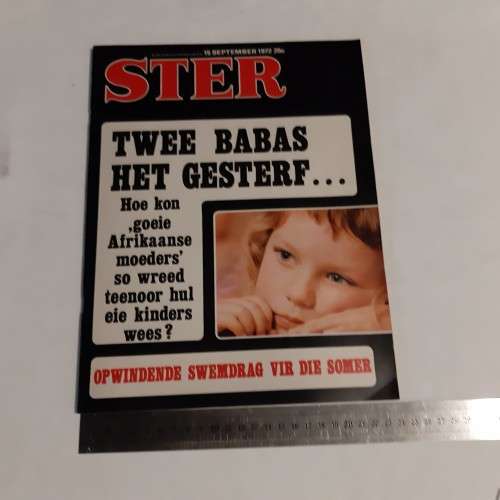 15 SEPTEMBER 1972 20c
STER
TWEE BABAS
HET GESTERF...
Hoe kon
‚goeie
Afrikaanse
moeders'
so wreed
teenoor hul
eie kinders
wees?
OPWINDENDE SWEMDRAG VIR DIE SOMER